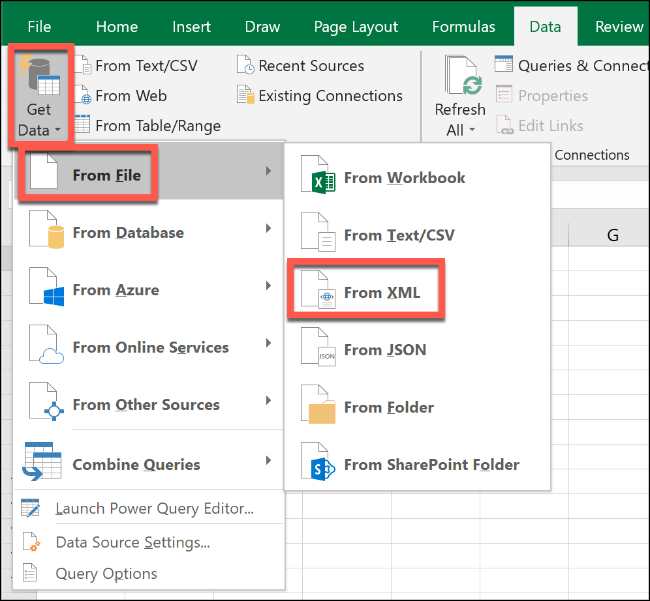 File Home Insert Draw Page Layout Formulas Data Review
Get
Data
From Text/CSV
From Web
From Table/Range
Recent Sources
Existing Connections
Refresh
All
Queries & Connect
Properties
Edit Links
Connections
From File
From Database
From Azure
From Online Services
From Other Sources
Combine Queries
Launch Power Query Editor...
Data Source Settings...
Query Options
From Workbook
From Text/CSV
From XML
From JSON
JSON
From Folder
From SharePoint Folder
G